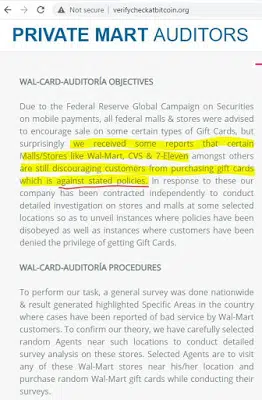 Not secure | verifycheckatbitcoin.org
PRIVATE MART AUDITORS
WAL-CARD-AUDITORÍA OBJECTIVES
Due to the Federal Reserve Global Campaign on Securities
on mobile payments, all federal malls & stores were advised
to encourage sale on some certain types of Gift Cards, but
surprisingly we received some reports that certain
Malls/Stores like Wal-Mart, CVS & 7-Eleven amongst others
are still discouraging customers from purchasing gift cards
which is against stated policies. In response to these our
company has been contracted independently to conduct
detailed investigation on stores and malls at some selected
locations so as to unveil instances where policies have been
disobeyed as well as instances where customers have been
denied the privilege of getting Gift Cards.
WAL-CARD-AUDITORÍA PROCEDURES
To perform our task, a general survey was done nationwide
& result generated highlighted Specific Areas in the country
where cases have been reported of bad service by Wal-Mart
customers. To confirm our theory, we have carefully selected
random Agents near such locations to conduct detailed
survey analysis on these stores. Selected Agents are to visit
any of these Wal-Mart stores near his/her location and
purchase random Wal-Mart gift cards while conducting their
surveys.